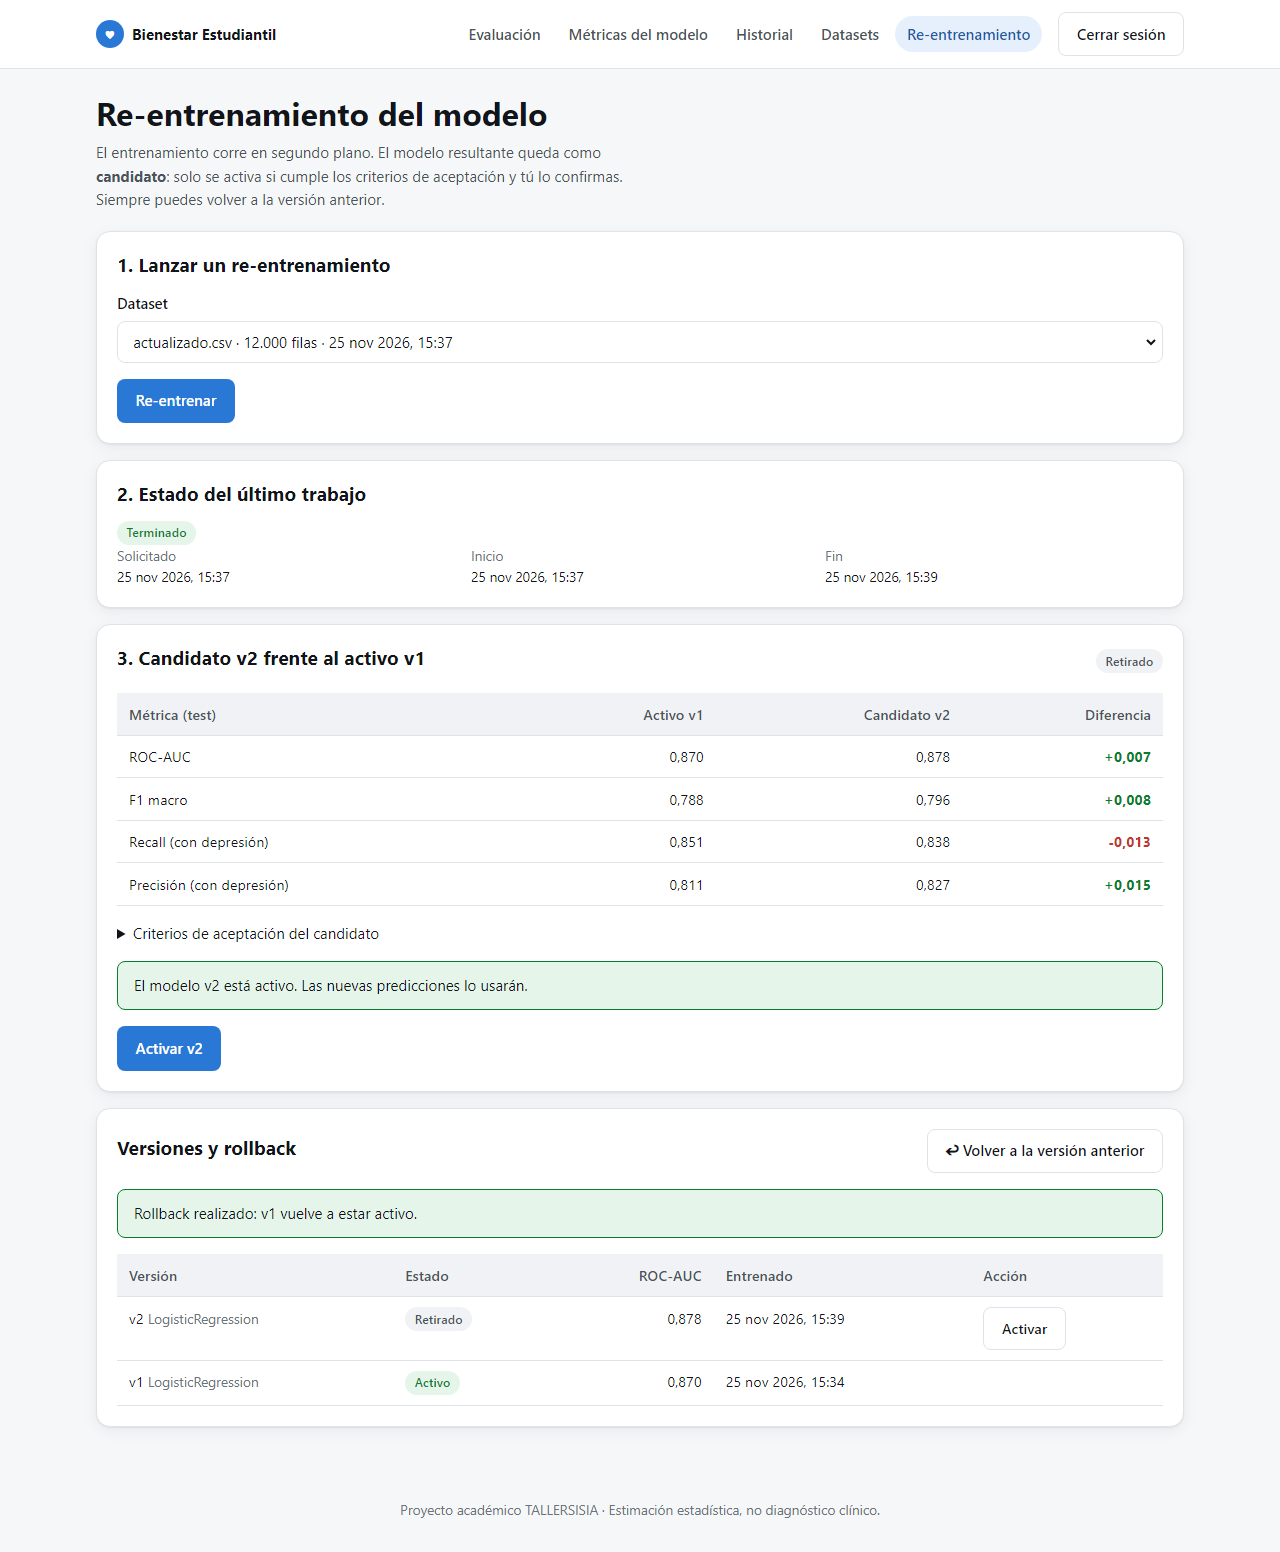 Bienestar Estudiantil
Evaluación
Métricas del modelo
Historial
Datasets
Re-entrenamiento
Cerrar sesión
Re-entrenamiento del modelo
El entrenamiento corre en segundo plano. El modelo resultante queda como
candidato: solo se activa si cumple los criterios de aceptación y tú lo confirmas.
Siempre puedes volver a la versión anterior.
1. Lanzar un re-entrenamiento
Dataset
actualizado.csv · 12.000 filas · 25 nov 2026, 15:37
Re-entrenar
2. Estado del último trabajo
Terminado
Solicitado Inicio Fin
25 nov 2026, 15:37 25 nov 2026, 15:37 25 nov 2026, 15:39
3. Candidato v2 frente al activo v1
Retirado
Métrica (test) Activo v1 Candidato v2 Diferencia
ROC-AUC 0,870 0,878 +0,007
F1 macro 0,788 0,796 +0,008
Recall (con depresión) 0,851 0,838 -0,013
Precisión (con depresión) 0,811 0,827 +0,015
Criterios de aceptación del candidato
El modelo v2 está activo. Las nuevas predicciones lo usarán.
Activar v2
Versiones y rollback
↩ Volver a la versión anterior
Rollback realizado: v1 vuelve a estar activo.
Versión Estado ROC-AUC Entrenado Acción
v2 LogisticRegression Retirado 0,878 25 nov 2026, 15:39 Activar
v1 LogisticRegression Activo 0,870 25 nov 2026, 15:34
Proyecto académico TALLERSISIA · Estimación estadística, no diagnóstico clínico.